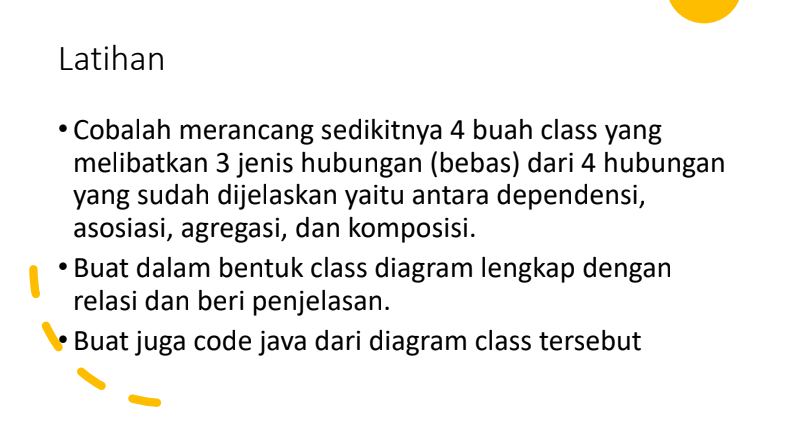 Latihan
• Cobalah merancang sedikitnya 4 buah class yang
melibatkan 3 jenis hubungan (bebas) dari 4 hubungan
yang sudah dijelaskan yaitu antara dependensi,
asosiasi, agregasi, dan komposisi.
• Buat dalam bentuk class diagram lengkap dengan
relasi dan beri penjelasan.
• Buat juga code java dari diagram class tersebut